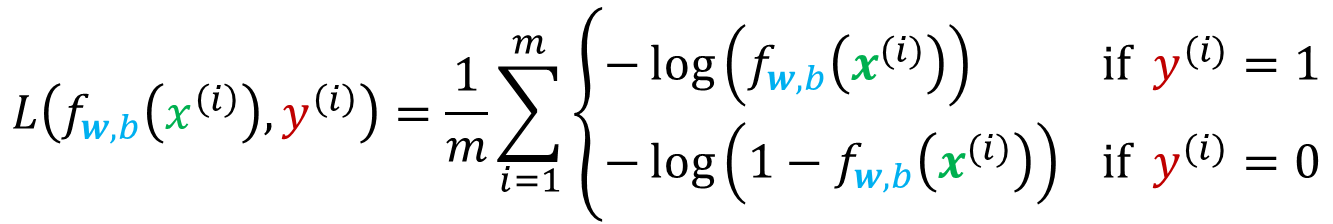 L(f_{w,b}(x^{(i)}), y^{(i)}) = \frac{1}{m} \sum_{i=1}^{m} \begin{cases} -\log(f_{w,b}(x^{(i)})) & \text{if } y^{(i)} = 1 \\ -\log(1 - f_{w,b}(x^{(i)})) & \text{if } y^{(i)} = 0 \end{cases}